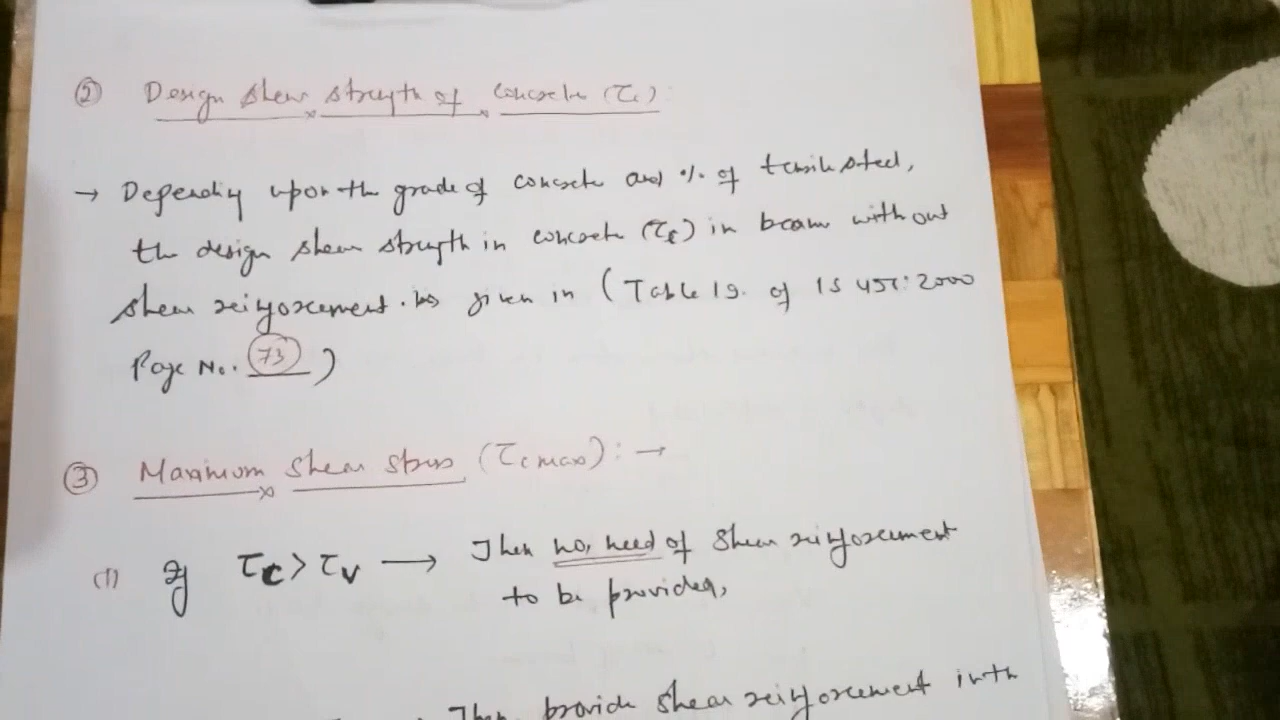 ② Design shear strength of concrete (τc):
→ Depending upon the grade of concrete and % of tensile steel,
the design shear strength in concrete (τc) in beam without
shear reinforcement. is given in (Table 19. of IS 456:2000
Page No. 73)
③ Maximum shear stress (τc max): →
(1) If τc > τv → Then no, need of Shear reinforcement
to be provided,
Then provide shear reinforcement in th